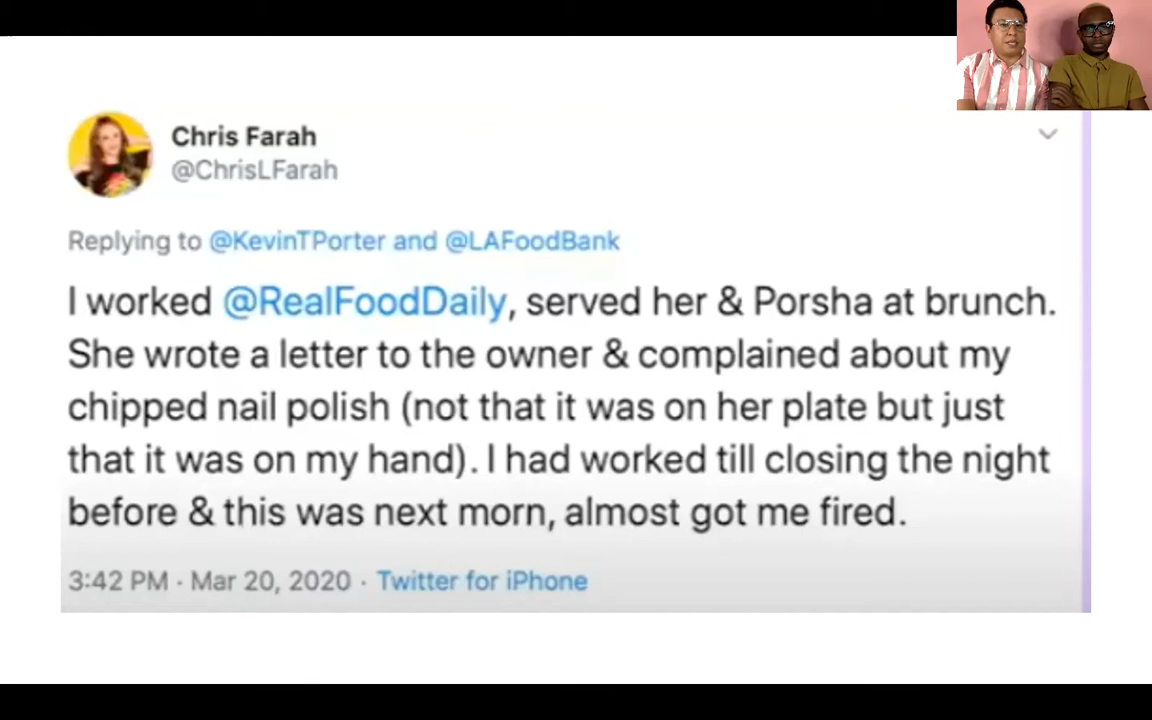 Chris Farah
@ChrisLFarah
Replying to @KevinTPorter and @LAFoodBank
I worked @RealFoodDaily, served her & Porsha at brunch.
She wrote a letter to the owner & complained about my
chipped nail polish (not that it was on her plate but just
that it was on my hand). I had worked till closing the night
before & this was next morn, almost got me fired.
3:42 PM · Mar 20, 2020 · Twitter for iPhone